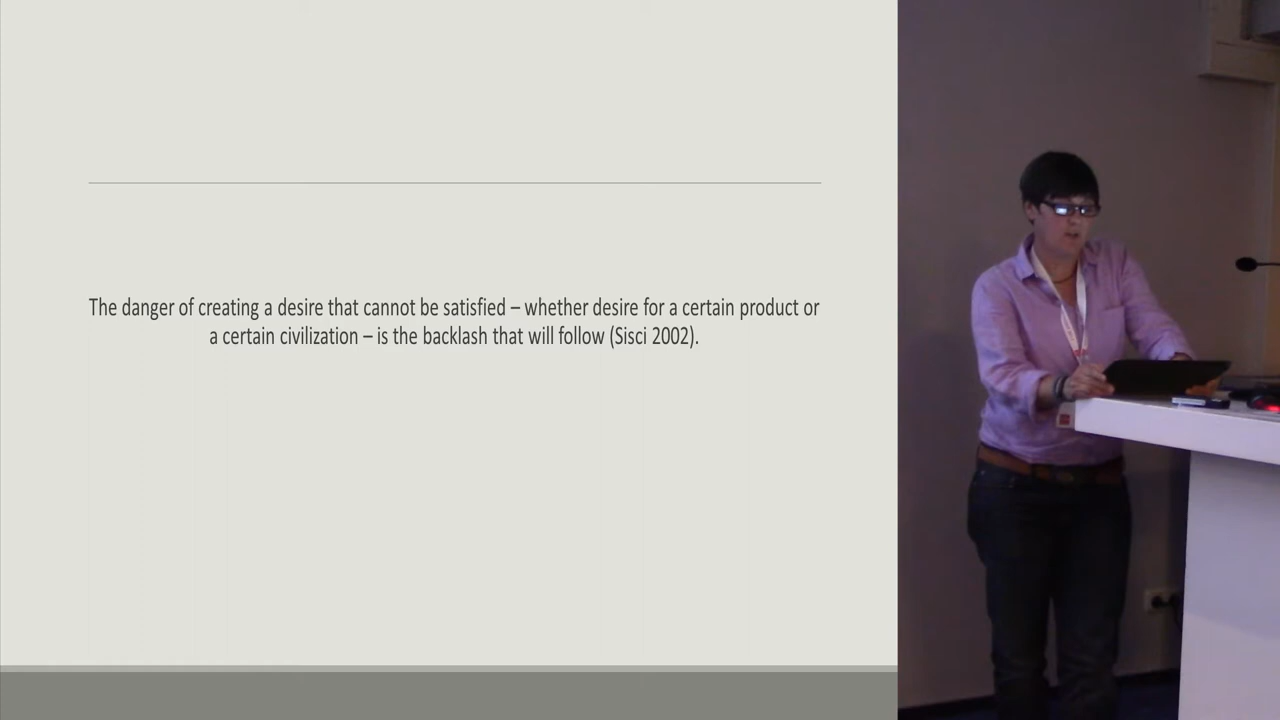 The danger of creating a desire that cannot be satisfied – whether desire for a certain product or
a certain civilization – is the backlash that will follow (Sisci 2002).